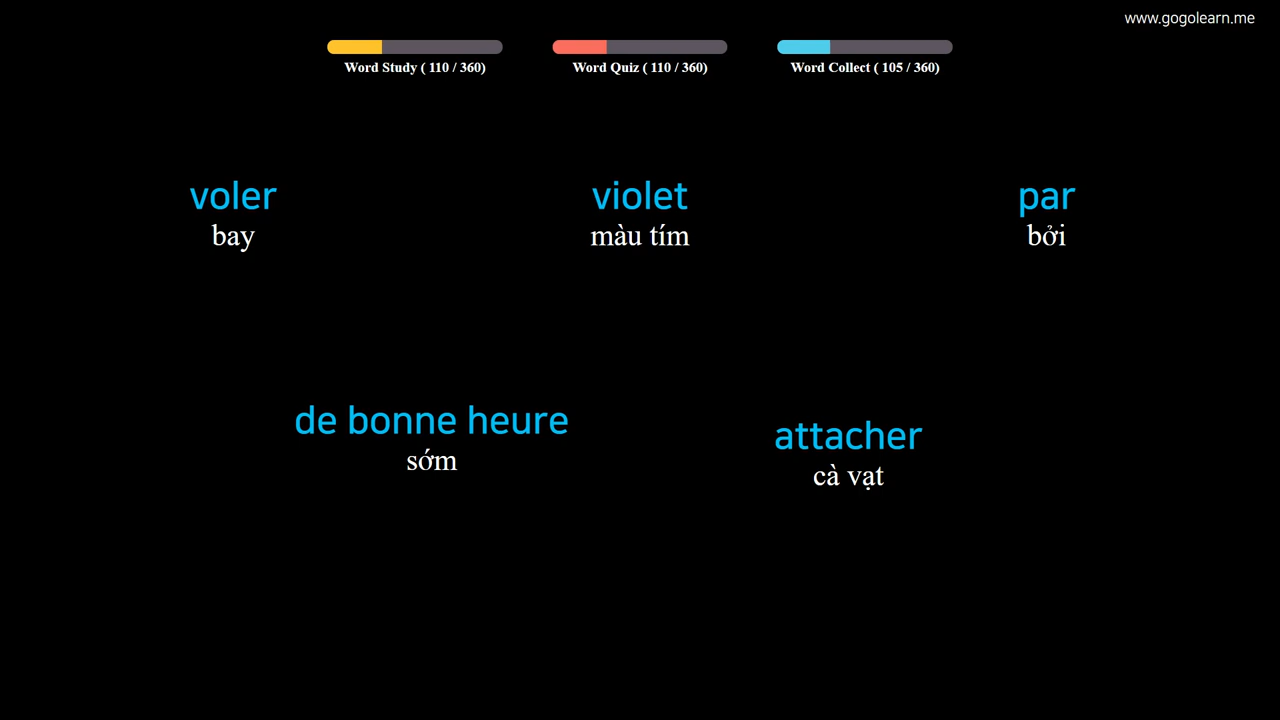 www.gogolearn.me
Word Study ( 110 / 360)
Word Quiz ( 110 / 360)
Word Collect ( 105 / 360)
voler
bay
violet
màu tím
par
bởi
de bonne heure
sớm
attacher
cà vạt